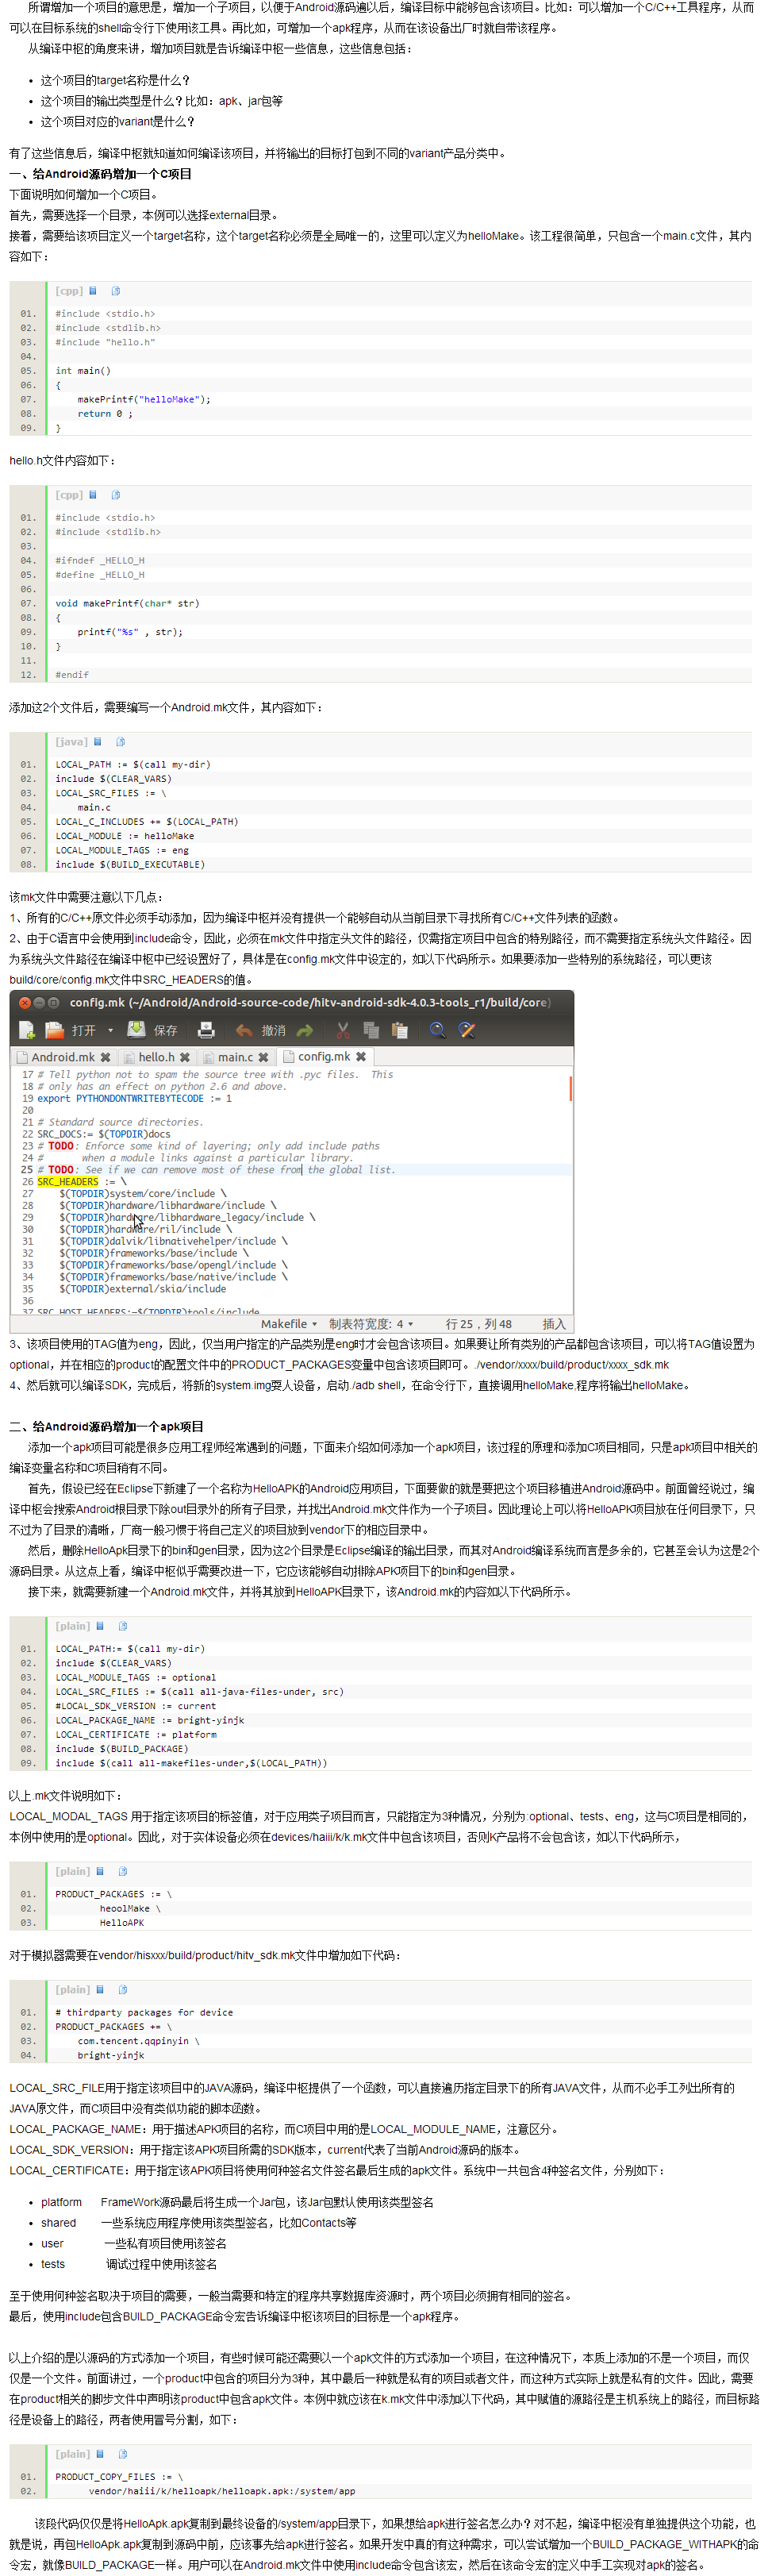 所谓增加一个项目的意思是，增加一个子项目，以便于Android源码遍以后，编译目标中能够包含该项目。比如：可以增加一个C/C++工具程序，从而
可以在目标系统的shell命令行下使用该工具。再比如，可增加一个apk程序，从而在该设备出厂时就自带该程序。
从编译中枢的角度来讲，增加项目就是告诉编译中枢一些信息，这些信息包括：
• 这个项目的target名称是什么？
• 这个项目的输出类型是什么？比如：apk、jar包等
• 这个项目对应的variant是什么？
有了这些信息后，编译中枢就知道如何编译该项目，并将输出的目标打包到不同的variant产品分类中。
一、给Android源码增加一个C项目
下面说明如何增加一个C项目。
首先，需要选择一个目录，本例可以选择external目录。
接着，需要给该项目定义一个target名称，这个target名称必须是全局唯一的，这里可以定义为helloMake。该工程很简单，只包含一个main.c文件，其内
容如下：
[cpp]
01. #include <stdio.h>
02. #include <stdlib.h>
03. #include "hello.h"
04.
05. int main()
06. {
07.     makePrintf("helloMake");
08.     return 0 ;
09. }
hello.h文件内容如下：
[cpp]
01. #include <stdio.h>
02. #include <stdlib.h>
03.
04. #ifndef _HELLO_H
05. #define _HELLO_H
06.
07. void makePrintf(char* str)
08. {
09.     printf("%s" , str);
10. }
11.
12. #endif
添加这2个文件后，需要编写一个Android.mk文件，其内容如下：
[java]
01. LOCAL_PATH := $(call my-dir)
02. include $(CLEAR_VARS)
03. LOCAL_SRC_FILES := \
04.     main.c
05. LOCAL_C_INCLUDES += $(LOCAL_PATH)
06. LOCAL_MODULE := helloMake
07. LOCAL_MODULE_TAGS := eng
08. include $(BUILD_EXECUTABLE)
该mk文件中需要注意以下几点：
1、所有的C/C++原文件必须手动添加，因为编译中枢并没有提供一个能够自动从当前目录下寻找所有C/C++文件列表的函数。
2、由于C语言中会使用到include命令，因此，必须在mk文件中指定头文件的路径，仅需指定项目中包含的特别路径，而不需要指定系统头文件路径。因
为系统头文件路径在编译中枢中已经设置好了，具体是在config.mk文件中设定的，如以下代码所示。如果要添加一些特别的系统路径，可以更该
build/core/config.mk文件中SRC_HEADERS的值。
config.mk (~/Android/Android-source-code/hitv-android-sdk-4.0.3-tools_r1/build/core)
打开 保存 撤消
Android.mk hello.h main.c config.mk
17 # Tell python not to spam the source tree with .pyc files.  This
18 # only has an effect on python 2.6 and above.
19 export PYTHONDONTWRITEBYTECODE := 1
20
21 # Standard source directories.
22 SRC_DOCS:= $(TOPDIR)docs
23 # TODO: Enforce some kind of layering; only add include paths
24 #       when a module links against a particular library.
25 # TODO: See if we can remove most of these from the global list.
26 SRC_HEADERS := \
27     $(TOPDIR)system/core/include \
28     $(TOPDIR)hardware/libhardware/include \
29     $(TOPDIR)hardware/libhardware_legacy/include \
30     $(TOPDIR)hardware/ril/include \
31     $(TOPDIR)dalvik/libnativehelper/include \
32     $(TOPDIR)frameworks/base/include \
33     $(TOPDIR)frameworks/base/opengl/include \
34     $(TOPDIR)frameworks/base/native/include \
35     $(TOPDIR)external/skia/include
36
37 SRC_HOST_HEADERS:=$(TOPDIR)tools/include
Makefile 制表符宽度: 4 行 25，列 48 插入
3、该项目使用的TAG值为eng，因此，仅当用户指定的产品类别是eng时才会包含该项目。如果要让所有类别的产品都包含该项目，可以将TAG值设置为
optional，并在相应的product的配置文件中的PRODUCT_PACKAGES变量中包含该项目即可。./vendor/xxxx/build/product/xxxx_sdk.mk
4、然后就可以编译SDK，完成后，将新的system.img耍人设备，启动./adb shell，在命令行下，直接调用helloMake,程序将输出helloMake。
二、给Android源码增加一个apk项目
添加一个apk项目可能是很多应用工程师经常遇到的问题，下面来介绍如何添加一个apk项目，该过程的原理和添加C项目相同，只是apk项目中相关的
编译变量名称和C项目稍有不同。
首先，假设已经在Eclipse下新建了一个名称为HelloAPK的Android应用项目，下面要做的就是要把这个项目移植进Android源码中。前面曾经说过，编
译中枢会搜索Android根目录下除out目录外的所有子目录，并找出Android.mk文件作为一个子项目。因此理论上可以将HelloAPK项目放在任何目录下，只
不过为了目录的清晰，厂商一般习惯于将自己定义的项目放到vendor下的相应目录中。
然后，删除HelloApk目录下的bin和gen目录，因为这2个目录是Eclipse编译的输出目录，而其对Android编译系统而言是多余的，它甚至会认为这是2个
源码目录。从这点上看，编译中枢似乎需要改进一下，它应该能够自动排除APK项目下的bin和gen目录。
接下来，就需要新建一个Android.mk文件，并将其放到HelloAPK目录下，该Android.mk的内容如以下代码所示。
[plain]
01. LOCAL_PATH:= $(call my-dir)
02. include $(CLEAR_VARS)
03. LOCAL_MODULE_TAGS := optional
04. LOCAL_SRC_FILES := $(call all-java-files-under, src)
05. #LOCAL_SDK_VERSION := current
06. LOCAL_PACKAGE_NAME := bright-yinjk
07. LOCAL_CERTIFICATE := platform
08. include $(BUILD_PACKAGE)
09. include $(call all-makefiles-under,$(LOCAL_PATH))
以上.mk文件说明如下：
LOCAL_MODAL_TAGS 用于指定该项目的标签值，对于应用类子项目而言，只能指定为3种情况，分别为:optional、tests、eng，这与C项目是相同的，
本例中使用的是optional。因此，对于实体设备必须在devices/haiii/k/k.mk文件中包含该项目，否则K产品将不会包含该，如以下代码所示，
[plain]
01. PRODUCT_PACKAGES := \
02.         heoolMake \
03.         HelloAPK
对于模拟器需要在vendor/hisxxx/build/product/hitv_sdk.mk文件中增加如下代码：
[plain]
01. # thirdparty packages for device
02. PRODUCT_PACKAGES += \
03.     com.tencent.qqpinyin \
04.     bright-yinjk
LOCAL_SRC_FILE用于指定该项目中的JAVA源码，编译中枢提供了一个函数，可以直接遍历指定目录下的所有JAVA文件，从而不必手工列出所有的
JAVA原文件，而C项目中没有类似功能的脚本函数。
LOCAL_PACKAGE_NAME：用于描述APK项目的名称，而C项目中用的是LOCAL_MODULE_NAME，注意区分。
LOCAL_SDK_VERSION：用于指定该APK项目所需的SDK版本，current代表了当前Android源码的版本。
LOCAL_CERTIFICATE：用于指定该APK项目将使用何种签名文件签名最后生成的apk文件。系统中一共包含4种签名文件，分别如下：
• platform FrameWork源码最后将生成一个Jar包，该Jar包默认使用该类型签名
• shared 一些系统应用程序使用该类型签名，比如Contacts等
• user 一些私有项目使用该签名
• tests 调试过程中使用该签名
至于使用何种签名取决于项目的需要，一般当需要和特定的程序共享数据库资源时，两个项目必须拥有相同的签名。
最后，使用include包含BUILD_PACKAGE命令宏告诉编译中枢该项目的目标是一个apk程序。
以上介绍的是以源码的方式添加一个项目，有些时候可能还需要以一个apk文件的方式添加一个项目，在这种情况下，本质上添加的不是一个项目，而仅
仅是一个文件。前面讲过，一个product中包含的项目分为3种，其中最后一种就是私有的项目或者文件，而这种方式实际上就是私有的文件。因此，需要
在product相关的脚步文件中声明该product中包含apk文件。本例中就应该在k.mk文件中添加以下代码，其中赋值的源路径是主机系统上的路径，而目标路
径是设备上的路径，两者使用冒号分割，如下：
[plain]
01. PRODUCT_COPY_FILES := \
02.       vendor/haiii/k/helloapk/helloapk.apk:/system/app
该段代码仅仅是将HelloApk.apk复制到最终设备的/system/app目录下，如果想给apk进行签名怎么办？对不起，编译中枢没有单独提供这个功能，也
就是说，再包HelloApk.apk复制到源码中前，应该事先给apk进行签名。如果开发中真的有这种需求，可以尝试增加一个BUILD_PACKAGE_WITHAPK的命
令宏，就像BUILD_PACKAGE一样。用户可以在Android.mk文件中使用include命令包含该宏，然后在该命令宏的定义中手工实现对apk的签名。